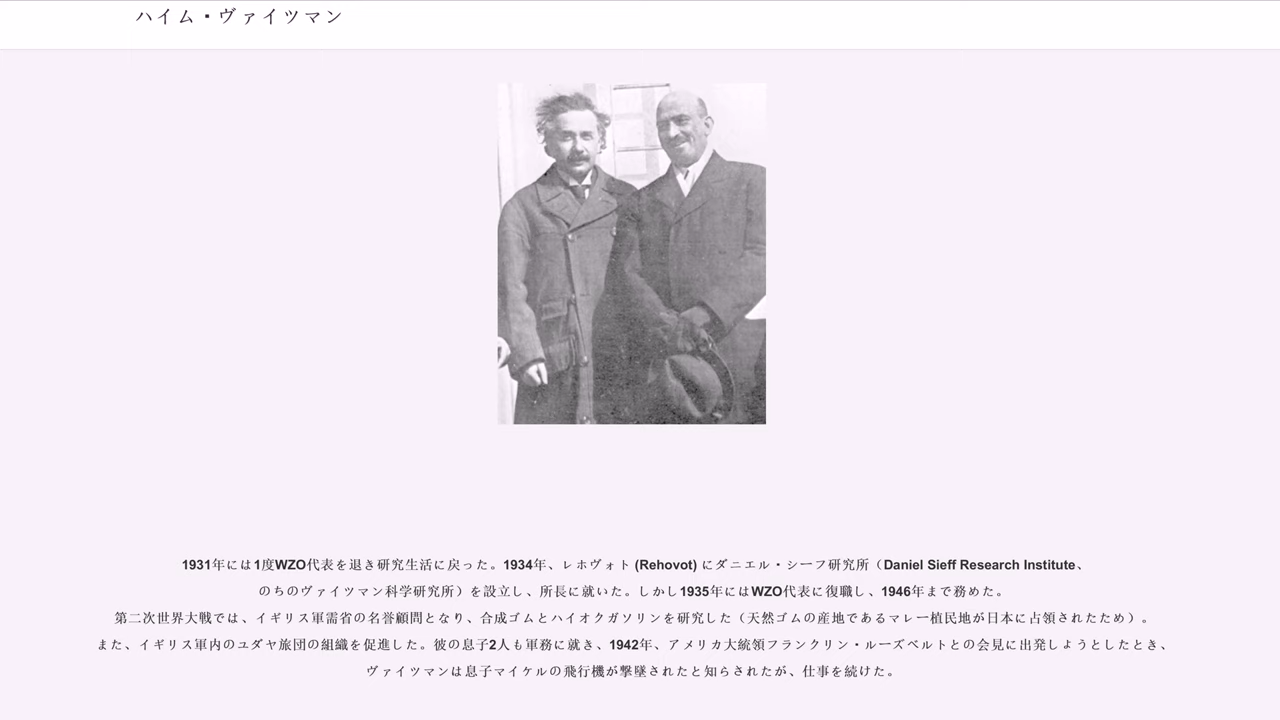 ハイム・ヴァイツマン
1931年には1度WZO代表を退き研究生活に戻った。1934年、レホヴォト (Rehovot) にダニエル・シーフ研究所（Daniel Sieff Research Institute、
のちのヴァイツマン科学研究所）を設立し、所長に就いた。しかし1935年にはWZO代表に復職し、1946年まで務めた。
第二次世界大戦では、イギリス軍需省の名誉顧問となり、合成ゴムとハイオクガソリンを研究した（天然ゴムの産地であるマレー植民地が日本に占領されたため）。
また、イギリス軍内のユダヤ旅団の組織を促進した。彼の息子2人も軍務に就き、1942年、アメリカ大統領フランクリン・ルーズベルトとの会見に出発しようとしたとき、
ヴァイツマンは息子マイケルの飛行機が撃墜されたと知らされたが、仕事を続けた。